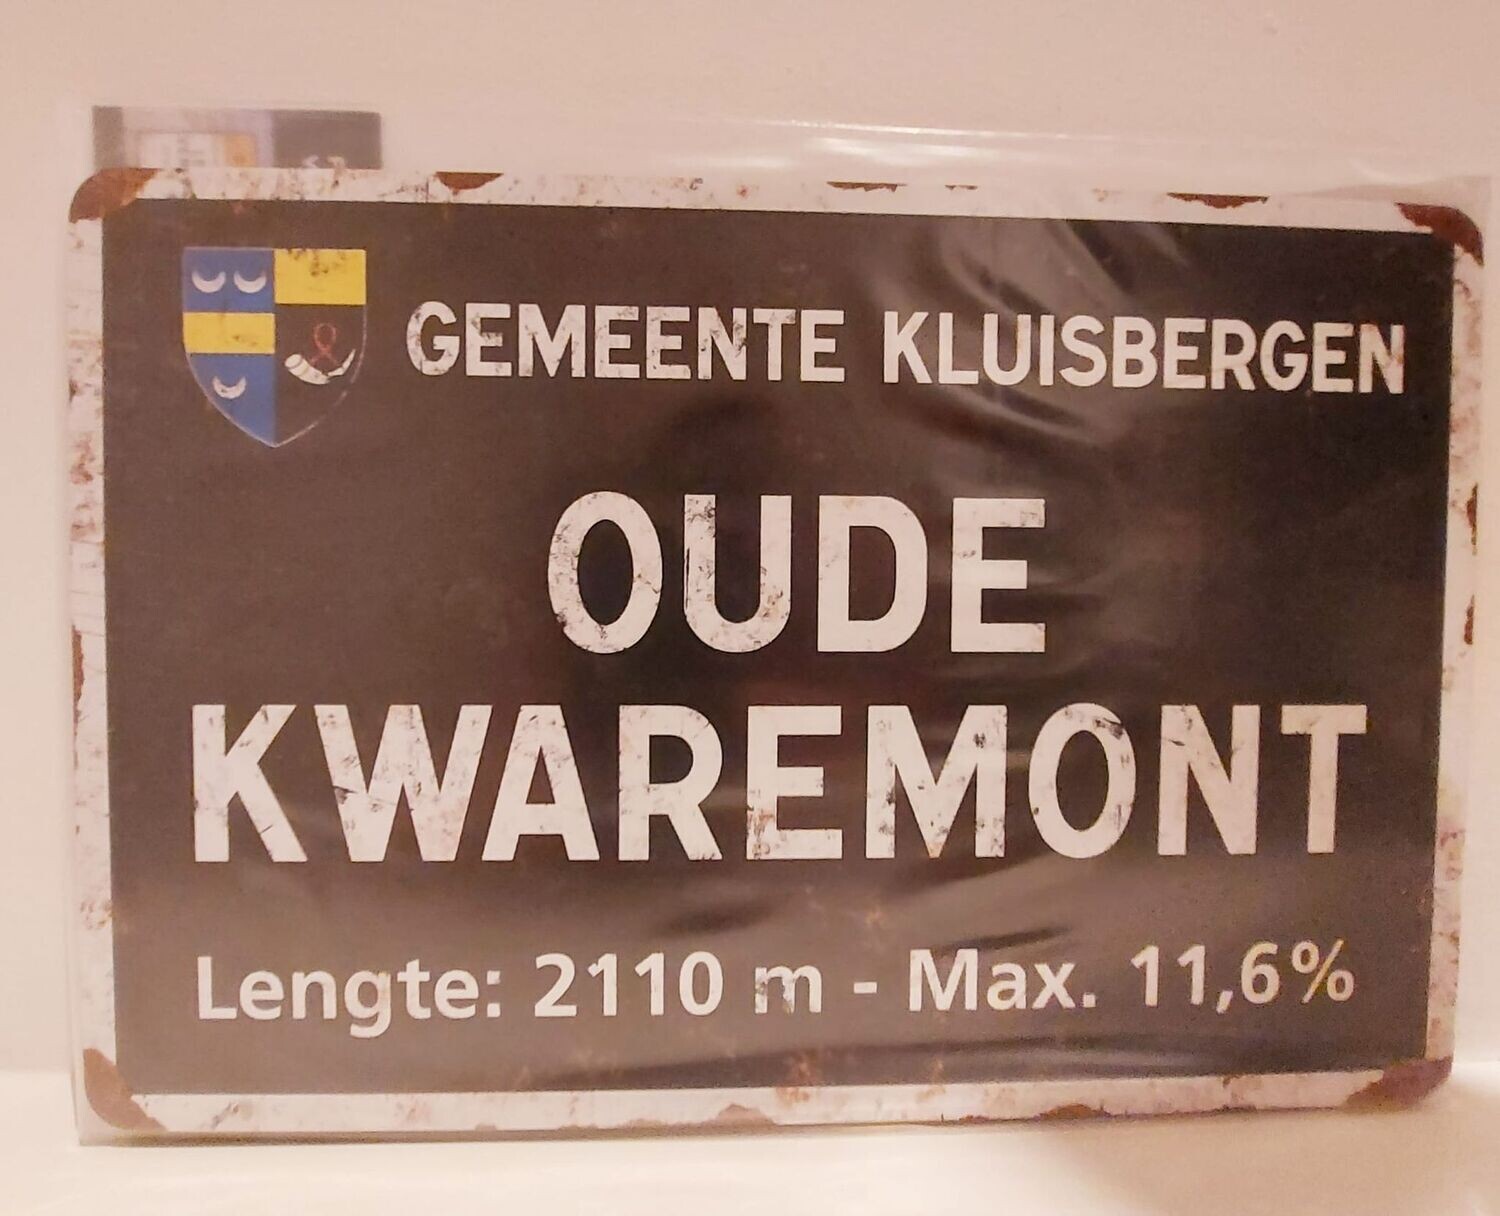 GEMEENTE KLUISBERGEN
OUDE
KWAREMONT
Lengte: 2110 m - Max. 11,6%